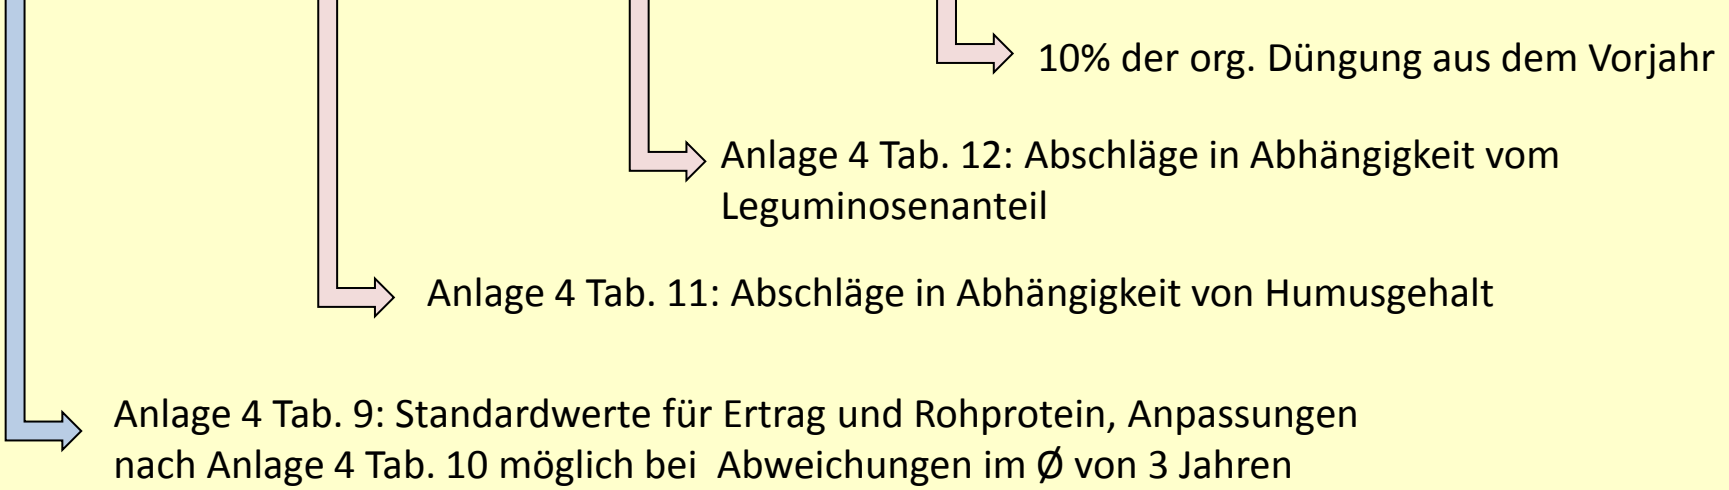 10% der org. Düngung aus dem Vorjahr
Anlage 4 Tab. 12: Abschläge in Abhängigkeit vom
Leguminosenanteil
Anlage 4 Tab. 11: Abschläge in Abhängigkeit von Humusgehalt
Anlage 4 Tab. 9: Standardwerte für Ertrag und Rohprotein, Anpassungen
nach Anlage 4 Tab. 10 möglich bei  Abweichungen im Ø von 3 Jahren